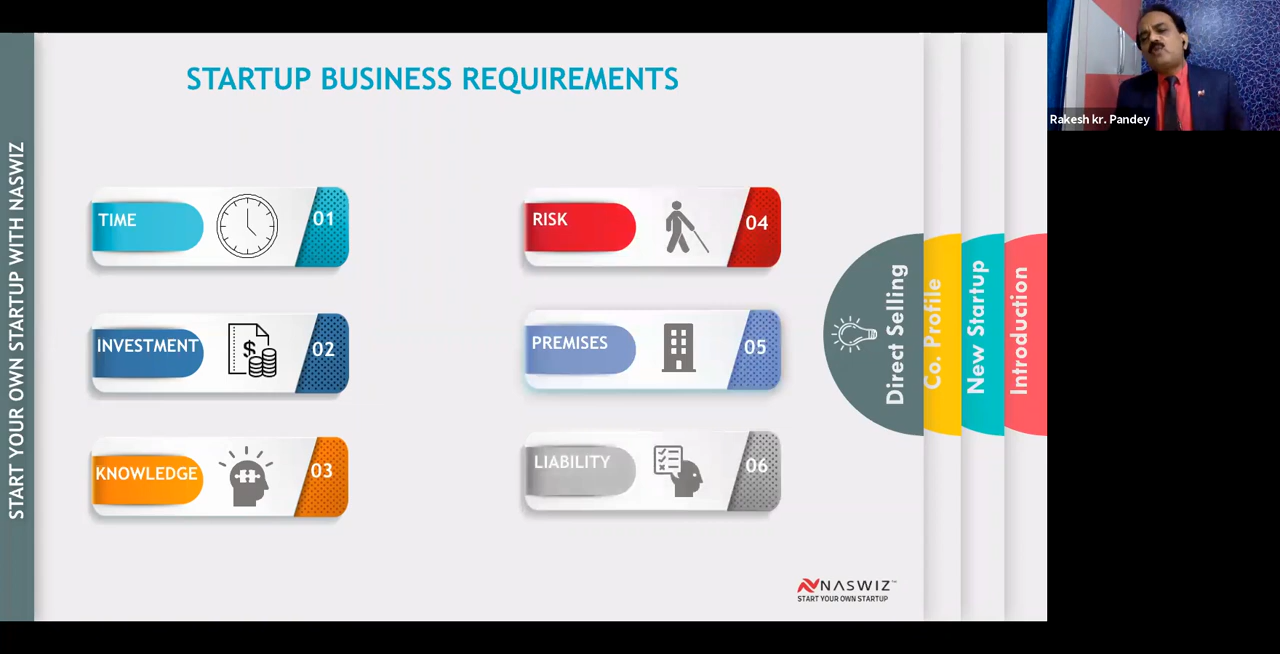 START YOUR OWN STARTUP WITH NASWIZ
STARTUP BUSINESS REQUIREMENTS
TIME
01
INVESTMENT
$
02
KNOWLEDGE
03
RISK
04
PREMISES
05
LIABILITY
06
Direct Selling
Co. Profile
New Startup
Introduction
NASWIZ™
START YOUR OWN STARTUP
Rakesh kr. Pandey